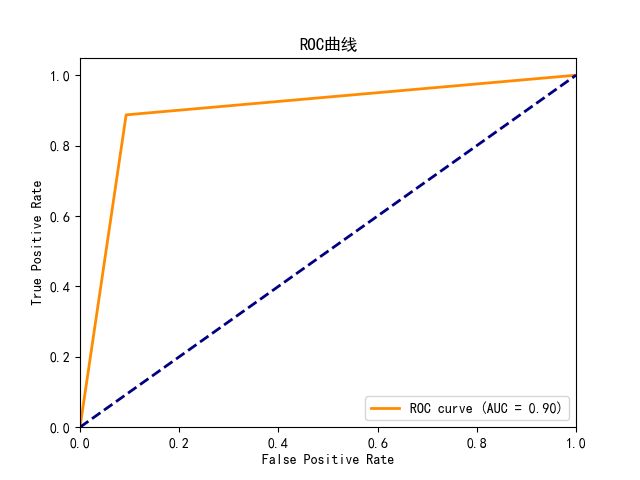 ROC曲线
True Positive Rate
1.0
0.8
0.6
0.4
0.2
0.0
0.0 0.2 0.4 0.6 0.8 1.0
False Positive Rate
ROC curve (AUC = 0.90)